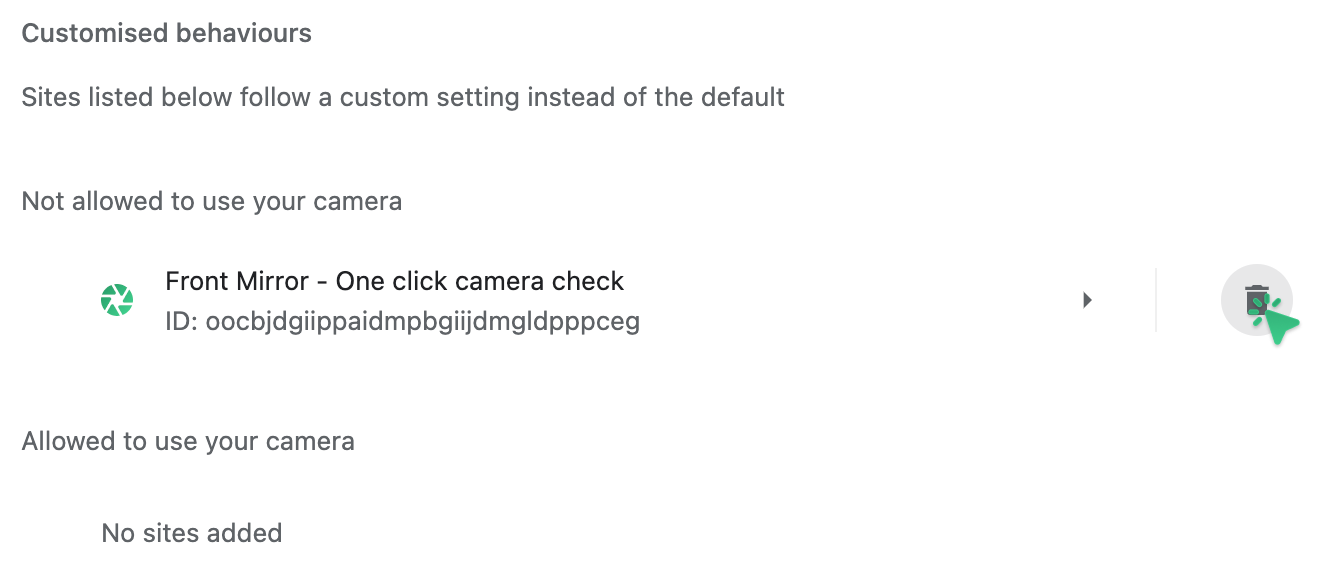 Customised behaviours
Sites listed below follow a custom setting instead of the default
Not allowed to use your camera
Front Mirror - One click camera check
ID: oocbjdgiippaidmpbgiijdmgldpppceg
Allowed to use your camera
No sites added